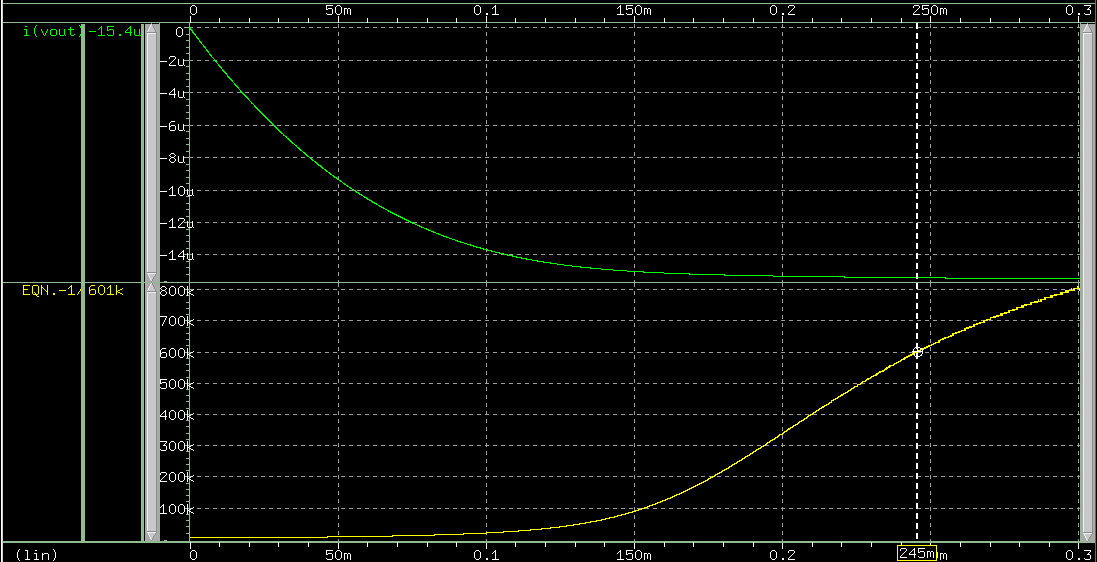 0 50m 0.1 150m 0.2 250m 0.3
i(vout) -15.4u
0
-2u
-4u
-6u
-8u
-10u
-12u
-14u
EQN.-1/ 601k
800k
700k
600k
500k
400k
300k
200k
100k
(lin) 0 50m 0.1 150m 0.2 245m 0.3